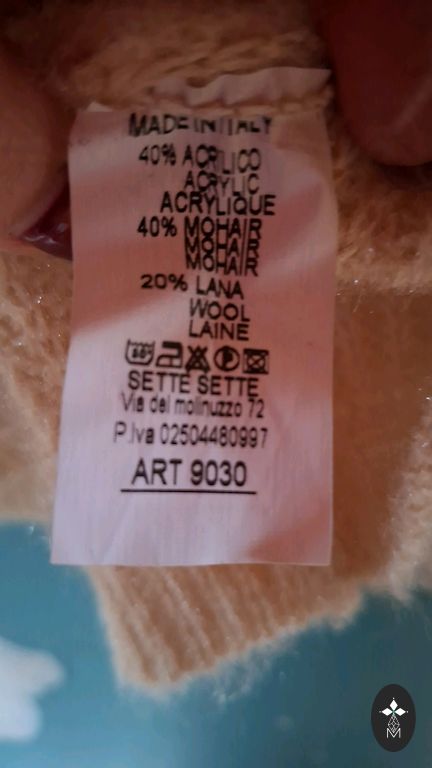 MADE IN ITALY
40% ACRILICO
ACRYLIC
ACRYLIQUE
40% MOHAIR
MOHAIR
MOHAIR
20% LANA
WOOL
LAINE
SETTE SETTE
Via del molinuzzo 72
P.Iva 02504480997
ART 9030
M